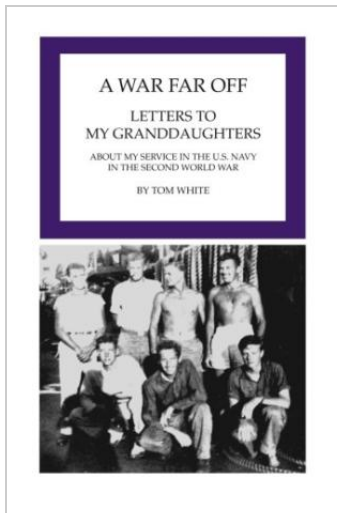 A WAR FAR OFF
LETTERS TO
MY GRANDDAUGHTERS
ABOUT MY SERVICE IN THE U.S. NAVY
IN THE SECOND WORLD WAR
BY TOM WHITE